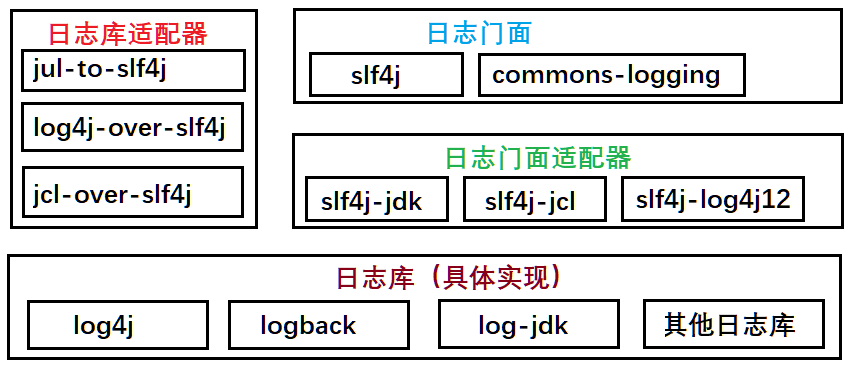 日志库适配器
jul-to-slf4j
log4j-over-slf4j
jcl-over-slf4j
日志门面
slf4j
commons-logging
日志门面适配器
slf4j-jdk
slf4j-jcl
slf4j-log4j12
日志库（具体实现）
log4j
logback
log-jdk
其他日志库